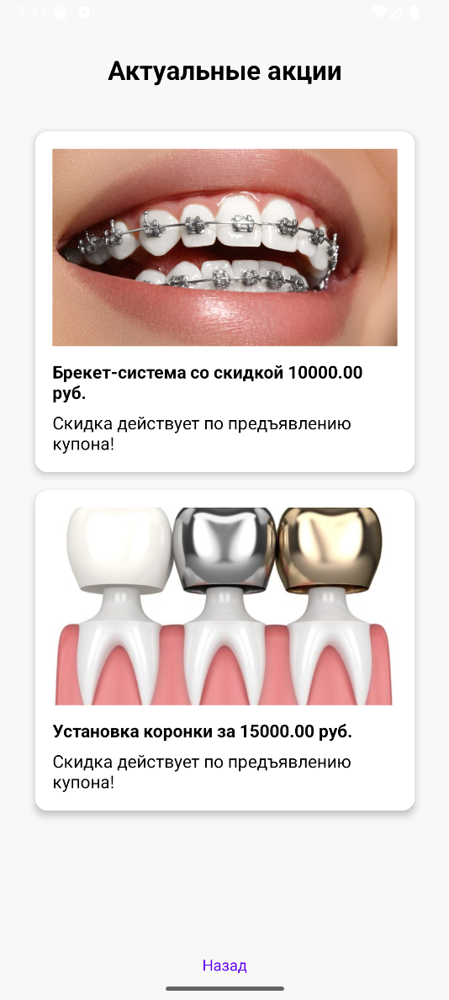 7:41
Актуальные акции
Брекет-система со скидкой 10000.00
руб.
Скидка действует по предъявлению
купона!
Установка коронки за 15000.00 руб.
Скидка действует по предъявлению
купона!
Назад